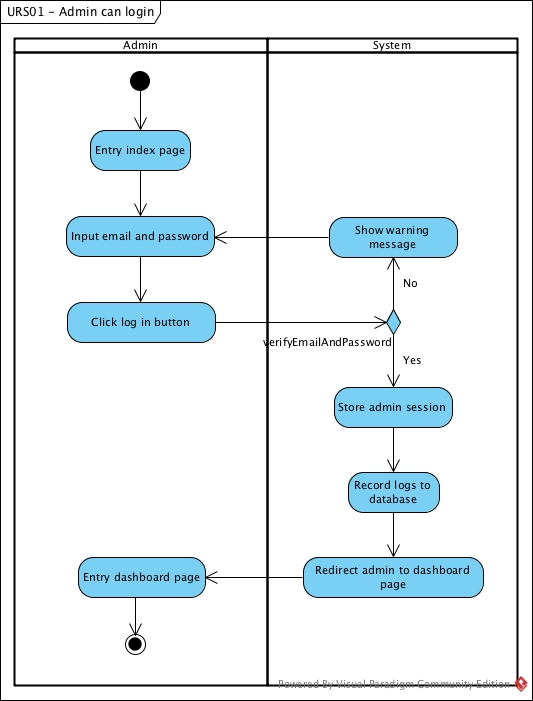 URS01 - Admin can login
Admin
System
Entry index page
Input email and password
Show warning
message
No
Click log in button
verifyEmailAndPassword
Yes
Store admin session
Record logs to
database
Entry dashboard page
Redirect admin to dashboard
page
Powered By Visual Paradigm Community Edition